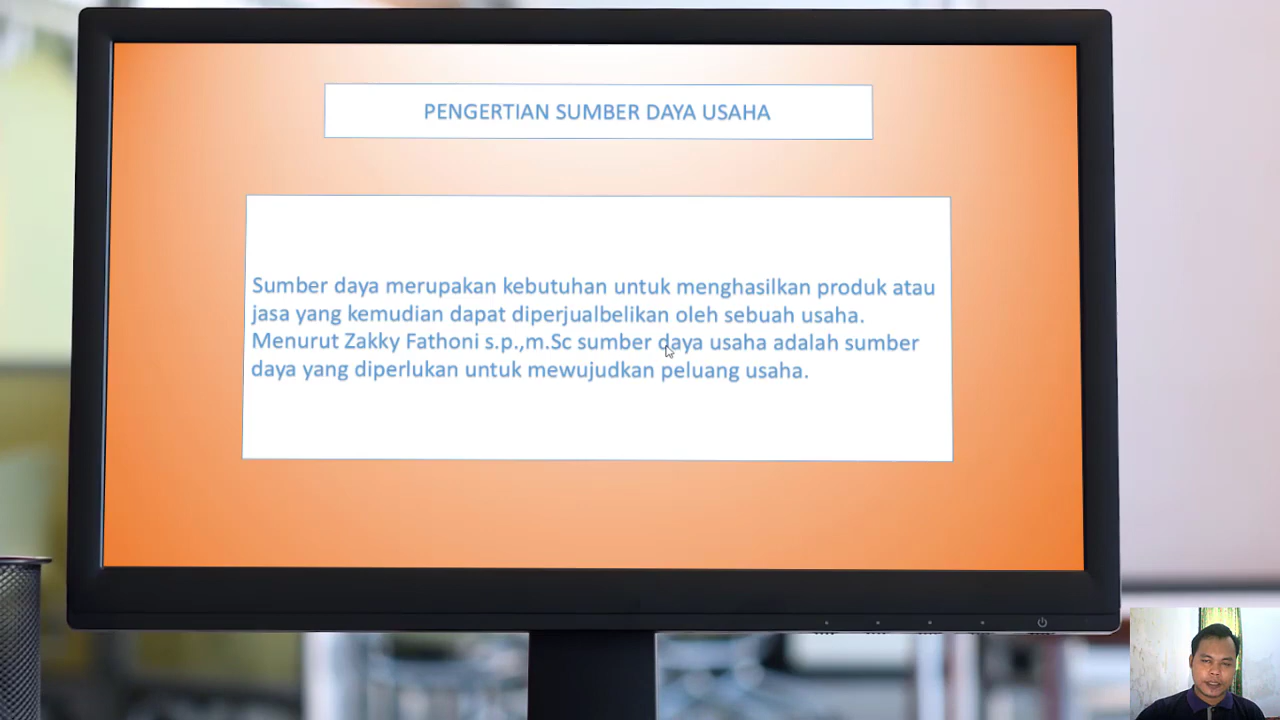 PENGERTIAN SUMBER DAYA USAHA
Sumber daya merupakan kebutuhan untuk menghasilkan produk atau
jasa yang kemudian dapat diperjualbelikan oleh sebuah usaha.
Menurut Zakky Fathoni s.p.,m.Sc sumber daya usaha adalah sumber
daya yang diperlukan untuk mewujudkan peluang usaha.